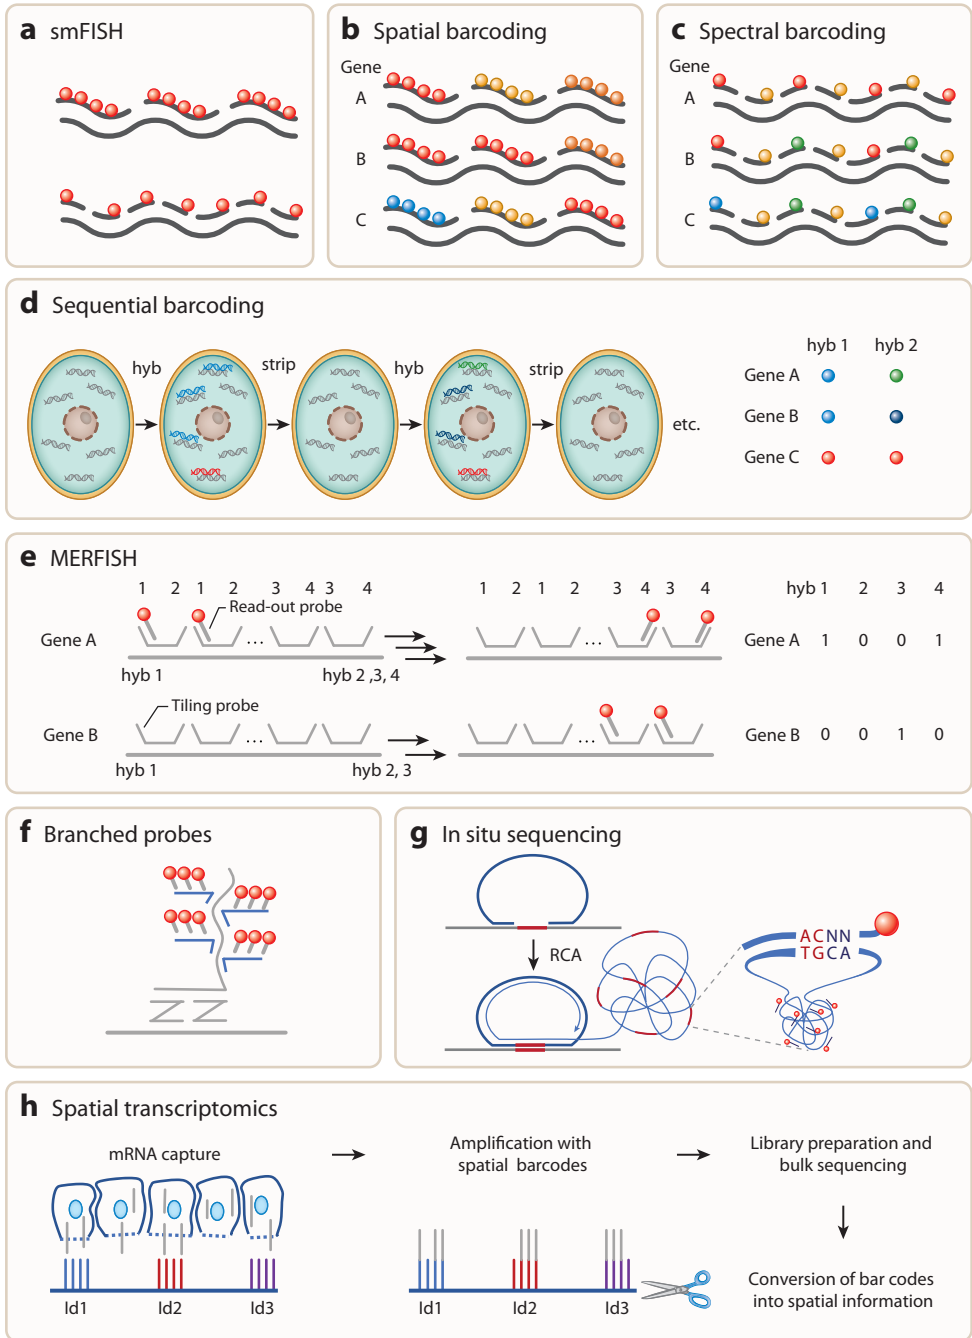 a smFISH
b Spatial barcoding
Gene
A
B
C
c Spectral barcoding
Gene
A
B
C
d Sequential barcoding
hyb
strip
hyb
strip
etc.
hyb 1 hyb 2
Gene A
Gene B
Gene C
e MERFISH
1 2 1 2 3 4 3 4
1 2 1 2 3 4 3 4
hyb 1 2 3 4
Read-out probe
Gene A
...
...
Gene A 1 0 0 1
hyb 1
hyb 2 ,3, 4
Tiling probe
Gene B
...
...
Gene B 0 0 1 0
hyb 1
hyb 2, 3
f Branched probes
g In situ sequencing
RCA
ACNN
TGCA
h Spatial transcriptomics
mRNA capture
Id1 Id2 Id3
Amplification with
spatial barcodes
Id1 Id2 Id3
Library preparation and
bulk sequencing
Conversion of bar codes
into spatial information